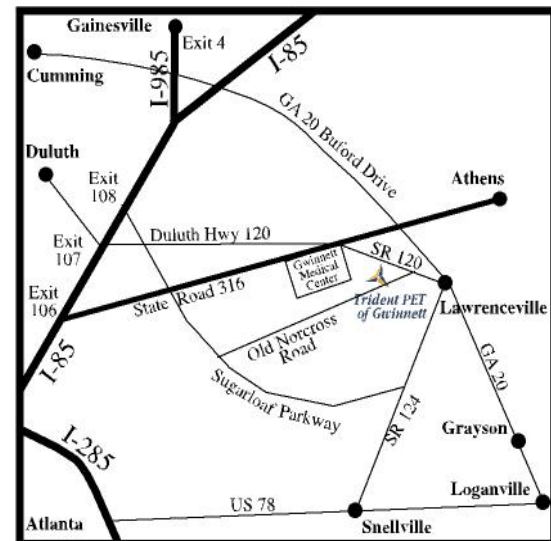 Gainesville
Exit 4
I-985
I-85
Cumming
GA 20 Buford Drive
Duluth
Exit
108
Athens
Duluth Hwy 120
Exit
107
SR 120
Gwinnett
Medical
Center
Trident PET
of Gwinnett
Lawrenceville
Exit
106
State Road 316
I-85
Old Norcross
Road
Sugarloaf Parkway
GA 20
SR 124
I-285
Grayson
Loganville
US 78
Atlanta
Snellville